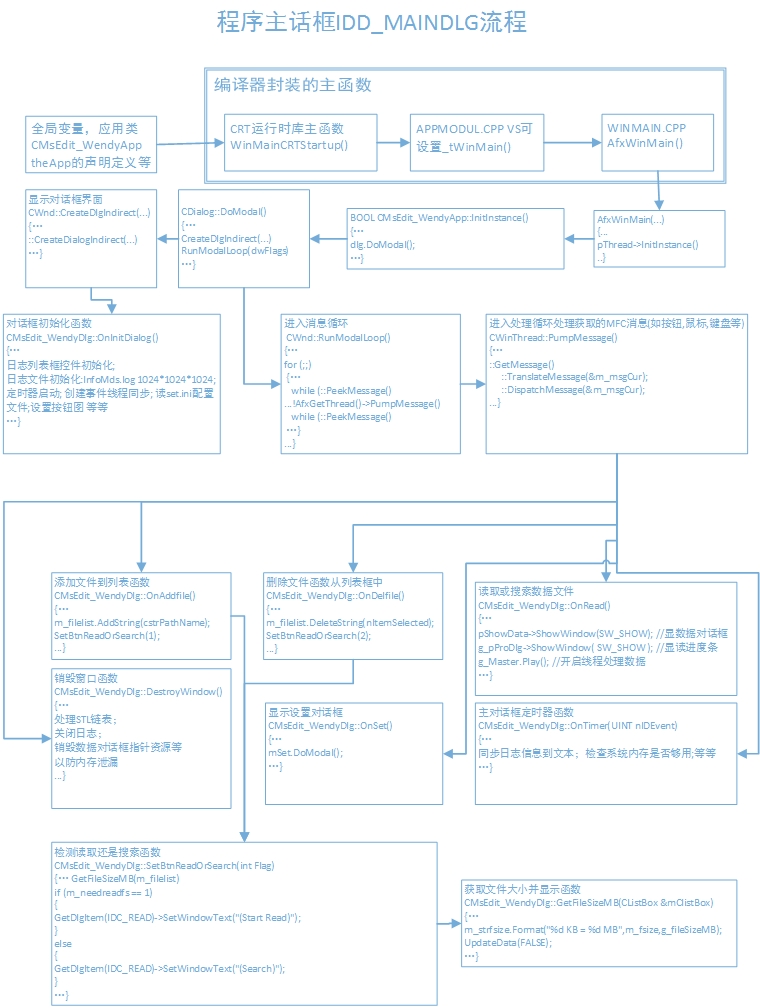 程序主话框IDD_MAINDLG流程
编译器封装的主函数
全局变量，应用类
CMsEdit_WendyApp
theApp的声明定义等
CRT运行时库主函数
WinMainCRTStartup()
APPMODUL.CPP VS可
设置_tWinMain()
WINMAIN.CPP
AfxWinMain()
显示对话框界面
CWnd::CreateDlgIndirect(...)
{…
::CreateDialogIndirect(...)
…}
CDialog::DoModal()
{…
CreateDlgIndirect(...)
RunModalLoop(dwFlags)
…}
BOOL CMsEdit_WendyApp::InitInstance()
{…
dlg.DoModal();
…}
AfxWinMain(...)
{...
pThread->InitInstance()
..}
对话框初始化函数
CMsEdit_WendyDlg::OnInitDialog()
{…
日志列表框控件初始化;
日志文件初始化:InfoMds.log 1024*1024*1024;
定时器启动; 创建事件线程同步; 读set.ini配置
文件;设置按钮图 等等
…}
进入消息循环
CWnd::RunModalLoop()
{…
for (;;)
{…
while (::PeekMessage()
...!AfxGetThread()->PumpMessage()
while (::PeekMessage()
…}
...}
进入处理循环处理获取的MFC消息(如按钮,鼠标,键盘等)
CWinThread::PumpMessage()
{…
::GetMessage()
::TranslateMessage(&m_msgCur);
::DispatchMessage(&m_msgCur);
...}
添加文件到列表函数
CMsEdit_WendyDlg::OnAddfile()
{…
m_filelist.AddString(cstrPathName);
SetBtnReadOrSearch(1);
...}
删除文件函数从列表框中
CMsEdit_WendyDlg::OnDelfile()
{…
m_filelist.DeleteString(nItemSelected);
SetBtnReadOrSearch(2);
...}
读取或搜索数据文件
CMsEdit_WendyDlg::OnRead()
{…
pShowData->ShowWindow(SW_SHOW); //显数据对话框
g_pProDlg->ShowWindow( SW_SHOW ); //显读进度条
g_Master.Play(); //开启线程处理数据
…}
销毁窗口函数
CMsEdit_WendyDlg::DestroyWindow()
{…
处理STL链表；
关闭日志；
销毁数据对话框指针资源等
以防内存泄漏
...}
显示设置对话框
CMsEdit_WendyDlg::OnSet()
{…
mSet.DoModal();
…}
主对话框定时器函数
CMsEdit_WendyDlg::OnTimer(UINT nIDEvent)
{…
同步日志信息到文本；检查系统内存是否够用;等等
…}
检测读取还是搜索函数
CMsEdit_WendyDlg::SetBtnReadOrSearch(int Flag)
{… GetFileSizeMB(m_filelist)
if (m_needreadfs == 1)
{
GetDlgItem(IDC_READ)->SetWindowText("(Start Read)");
}
else
{
GetDlgItem(IDC_READ)->SetWindowText("(Search)");
}
…}
获取文件大小并显示函数
CMsEdit_WendyDlg::GetFileSizeMB(CListBox &mClistBox)
{…
m_strfsize.Format("%d KB = %d MB",m_fsize,g_fileSizeMB);
UpdateData(FALSE);
…}